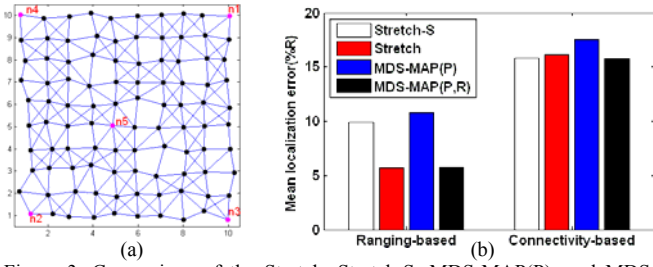 10
9
8
7
6
5
4
3
2
1
2
4
6
8
10
n4
n1
n5
n2
n3
(a)
20
15
10
5
0
Mean localization error(%R)
Stretch-S
Stretch
MDS-MAP(P)
MDS-MAP(P,R)
Ranging-based
Connectivity-based
(b)